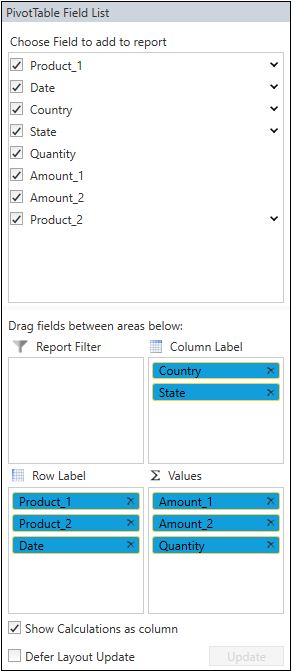 PivotTable Field List
Choose Field to add to report
Product_1
Date
Country
State
Quantity
Amount_1
Amount_2
Product_2
Drag fields between areas below:
Report Filter
Column Label
Country
State
Row Label
Σ Values
Product_1
Product_2
Date
Amount_1
Amount_2
Quantity
Show Calculations as column
Defer Layout Update
Update